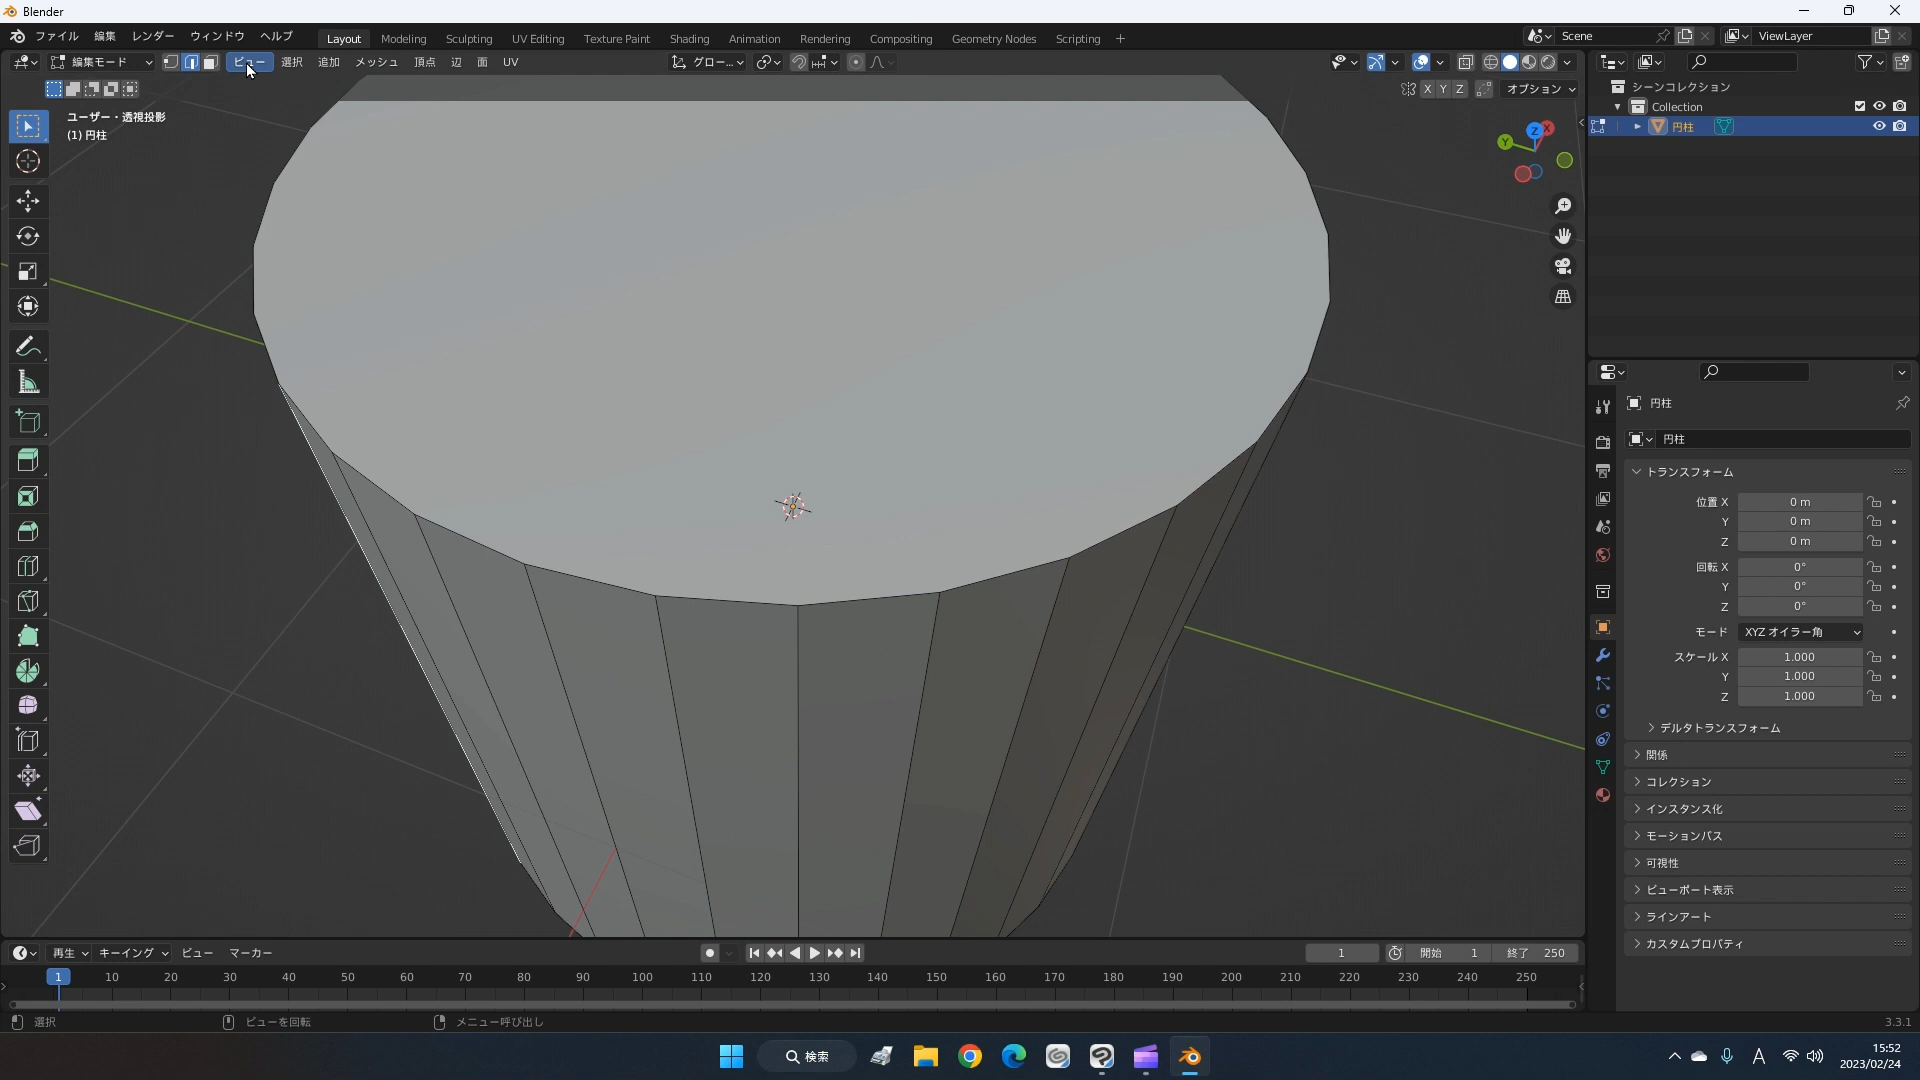 Blender
ファイル 編集 レンダー ウィンドウ ヘルプ Layout Modeling Sculpting UV Editing Texture Paint Shading Animation Rendering Compositing Geometry Nodes Scripting + Scene ViewLayer
編集モード ビュー 選択 追加 メッシュ 頂点 辺 面 UV グロー...
X Y Z オプション
ユーザー・透視投影
(1) 円柱
Z X Y
シーンコレクション
Collection
円柱
円柱
円柱
トランスフォーム
位置 X 0 m
Y 0 m
Z 0 m
回転 X 0°
Y 0°
Z 0°
モード XYZ オイラー角
スケール X 1.000
Y 1.000
Z 1.000
デルタトランスフォーム
関係
コレクション
インスタンス化
モーションパス
可視性
ビューポート表示
ラインアート
カスタムプロパティ
再生 キーイング ビュー マーカー 1 開始 1 終了 250
1 10 20 30 40 50 60 70 80 90 100 110 120 130 140 150 160 170 180 190 200 210 220 230 240 250
選択 ビューを回転 メニュー呼び出し 3.3.1
検索 A 15:52
2023/02/24